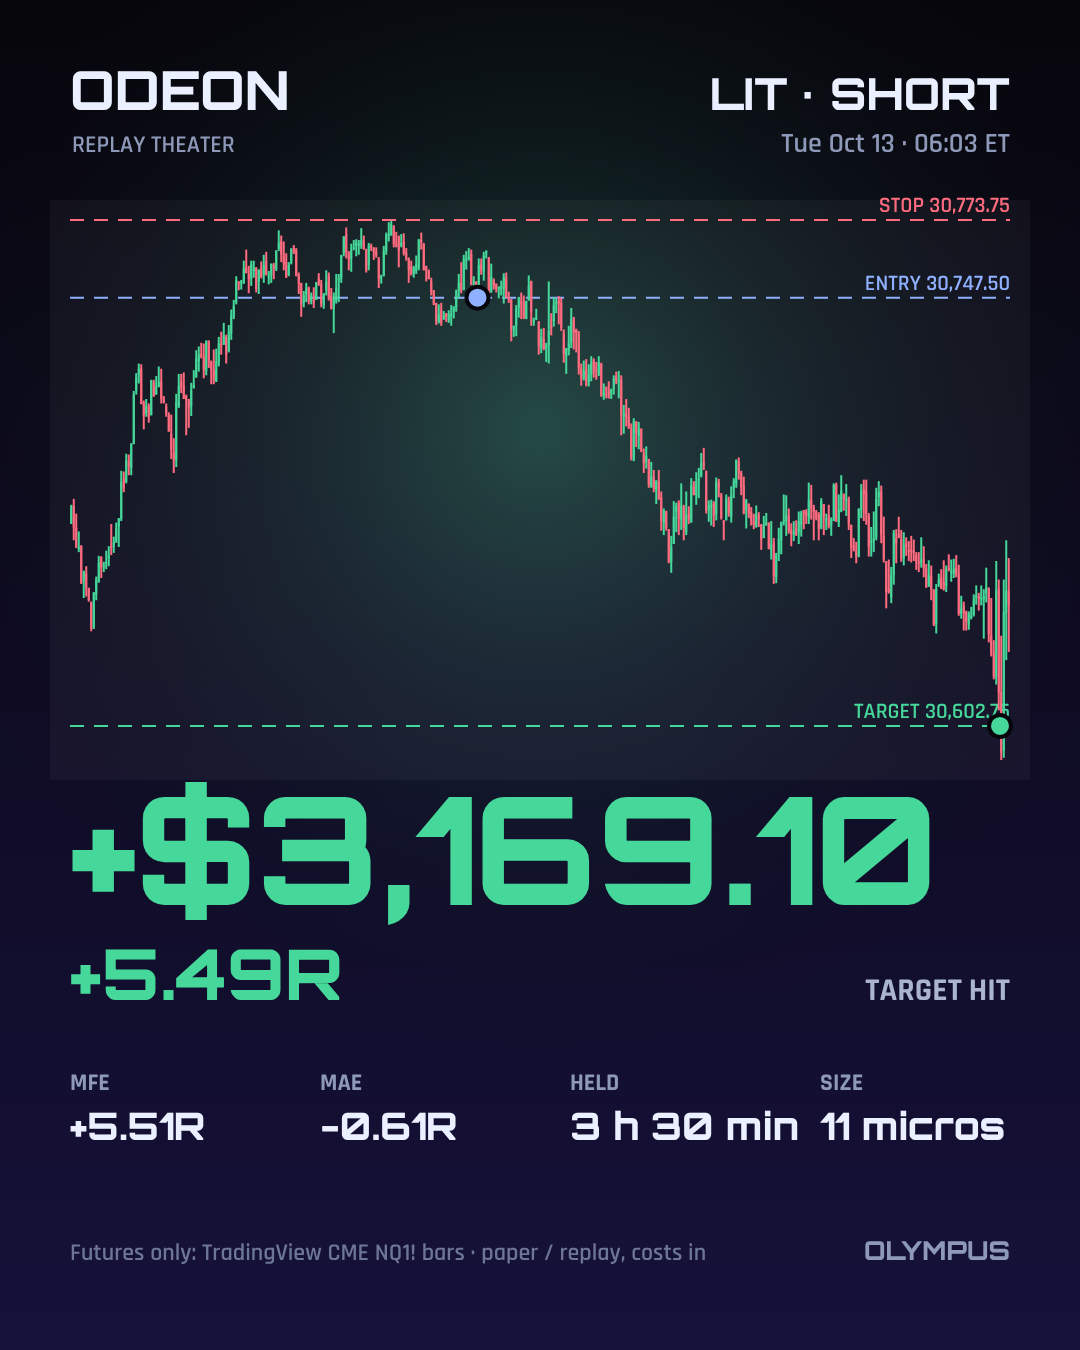 ODEON
LIT · SHORT
REPLAY THEATER
Tue Oct 13 · 06:03 ET
STOP 30,773.75
ENTRY 30,747.50
TARGET 30,602.75
+$3,169.10
+5.49R
TARGET HIT
MFE
MAE
HELD
SIZE
+5.51R
-0.61R
3 h 30 min
11 micros
Futures only: TradingView CME NQ1! bars · paper / replay, costs in
OLYMPUS